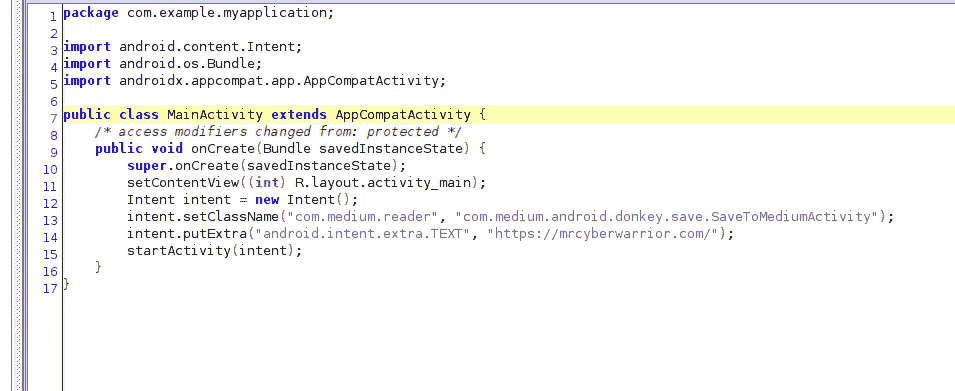 1 package com.example.myapplication;
2
3 import android.content.Intent;
4 import android.os.Bundle;
5 import androidx.appcompat.app.AppCompatActivity;
6
7 public class MainActivity extends AppCompatActivity {
8     /* access modifiers changed from: protected */
9     public void onCreate(Bundle savedInstanceState) {
10         super.onCreate(savedInstanceState);
11         setContentView((int) R.layout.activity_main);
12         Intent intent = new Intent();
13         intent.setClassName("com.medium.reader", "com.medium.android.donkey.save.SaveToMediumActivity");
14         intent.putExtra("android.intent.extra.TEXT", "https://mrcyberwarrior.com/");
15         startActivity(intent);
16     }
17 }